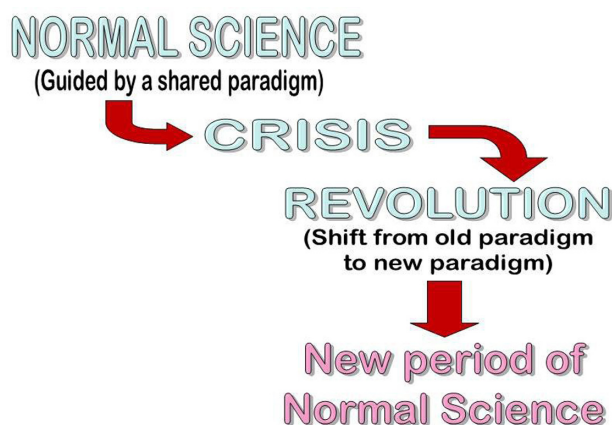 NORMAL SCIENCE
(Guided by a shared paradigm)
CRISIS
REVOLUTION
(Shift from old paradigm
to new paradigm)
New period of
Normal Science